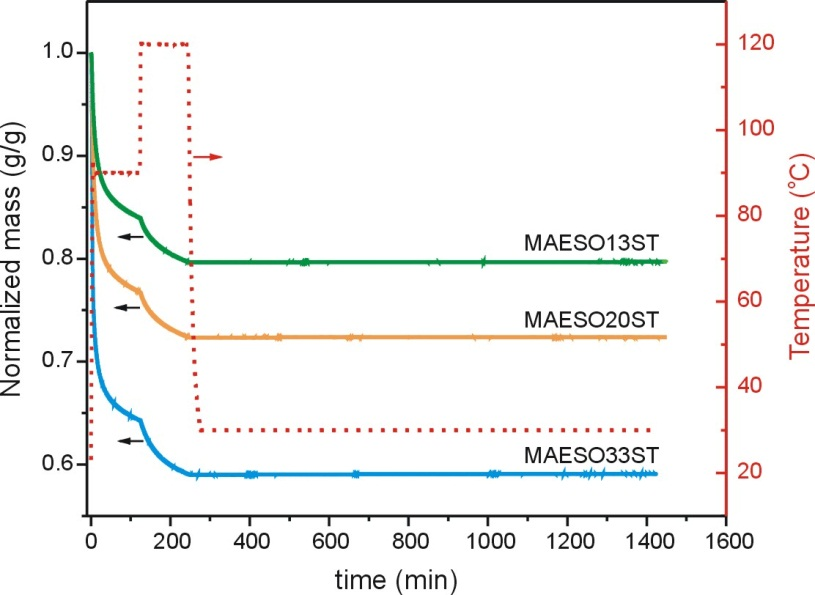 Normalized mass (g/g)
1.0
0.9
0.8
0.7
0.6
MAESO13ST
MAESO20ST
MAESO33ST
120
100
80
60
40
20
Temperature (°C)
0 200 400 600 800 1000 1200 1400 1600
time (min)